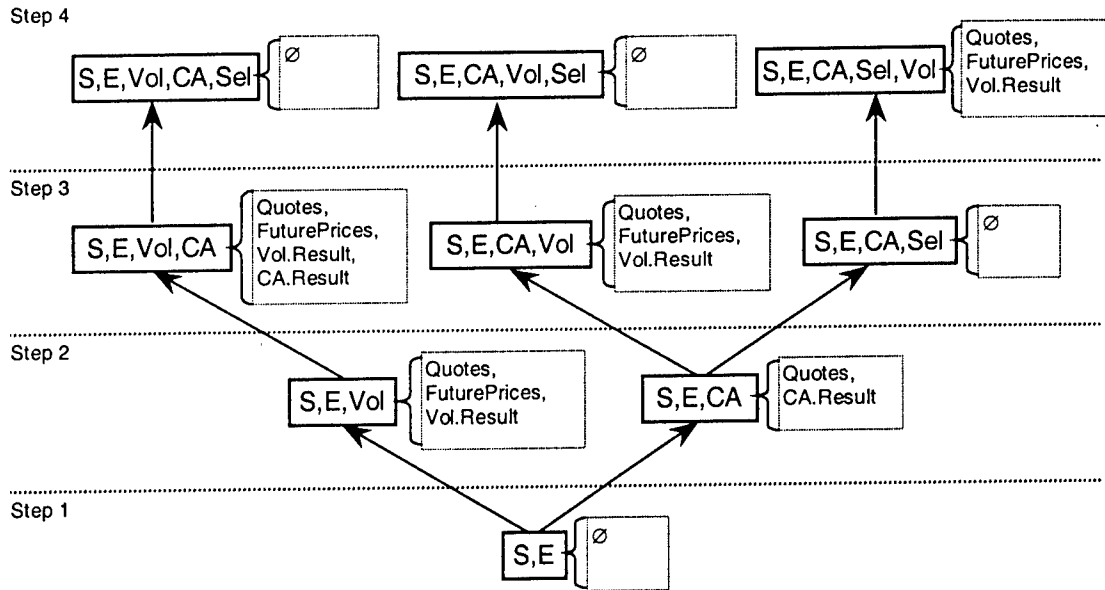 Step 4
S,E,Vol,CA,Sel
∅
S,E,CA,Vol,Sel
∅
S,E,CA,Sel,Vol
Quotes,
FuturePrices,
Vol.Result
Step 3
S,E,Vol,CA
Quotes,
FuturePrices,
Vol.Result,
CA.Result
S,E,CA,Vol
Quotes,
FuturePrices,
Vol.Result
S,E,CA,Sel
∅
Step 2
S,E,Vol
Quotes,
FuturePrices,
Vol.Result
S,E,CA
Quotes,
CA.Result
Step 1
S,E
∅